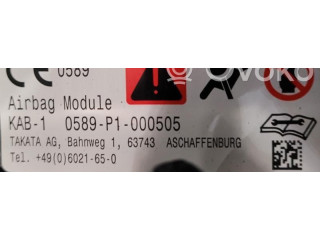 CE 0589
OVOKO
Airbag Module
KAB-1 0589-P1-000505
TAKATA AG, Bahnweg 1, 63743 ASCHAFFENBURG
Tel. +49(0)6021-65-0